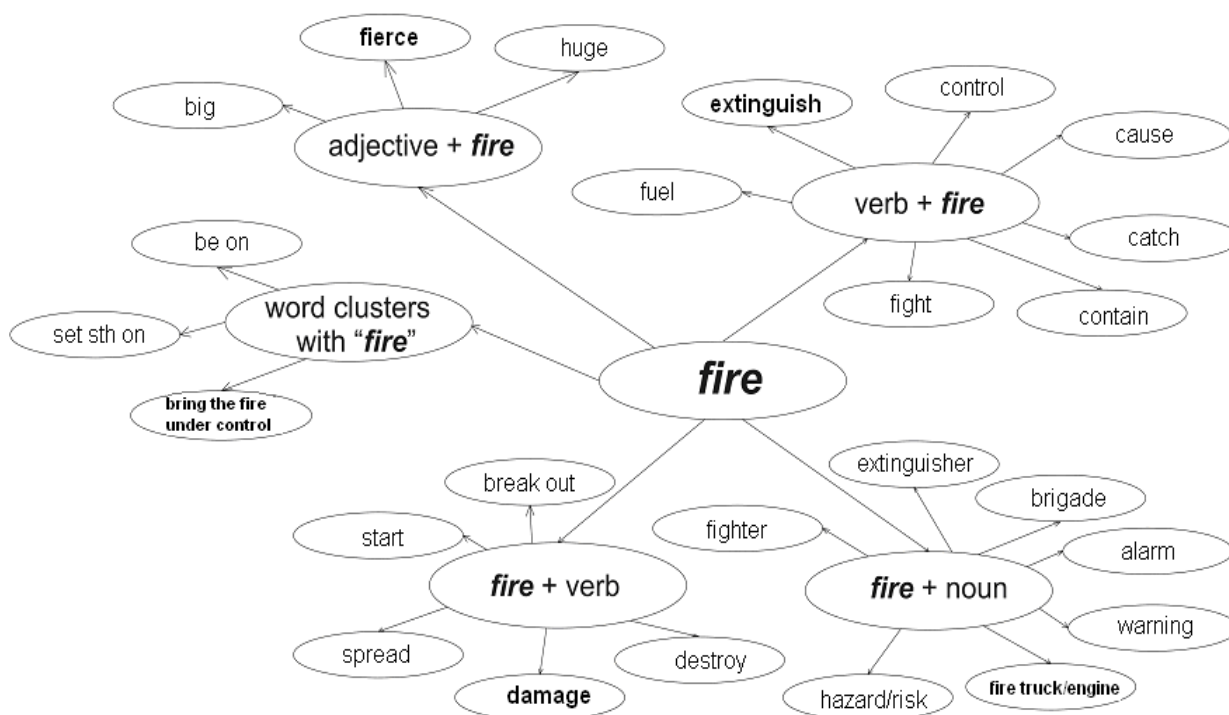 fierce
huge
big
adjective + fire
extinguish
control
cause
fuel
verb + fire
catch
fight
contain
be on
word clusters
with “fire”
set sth on
bring the fire
under control
fire
break out
start
fire + verb
spread
damage
destroy
extinguisher
brigade
fighter
alarm
fire + noun
warning
hazard/risk
fire truck/engine